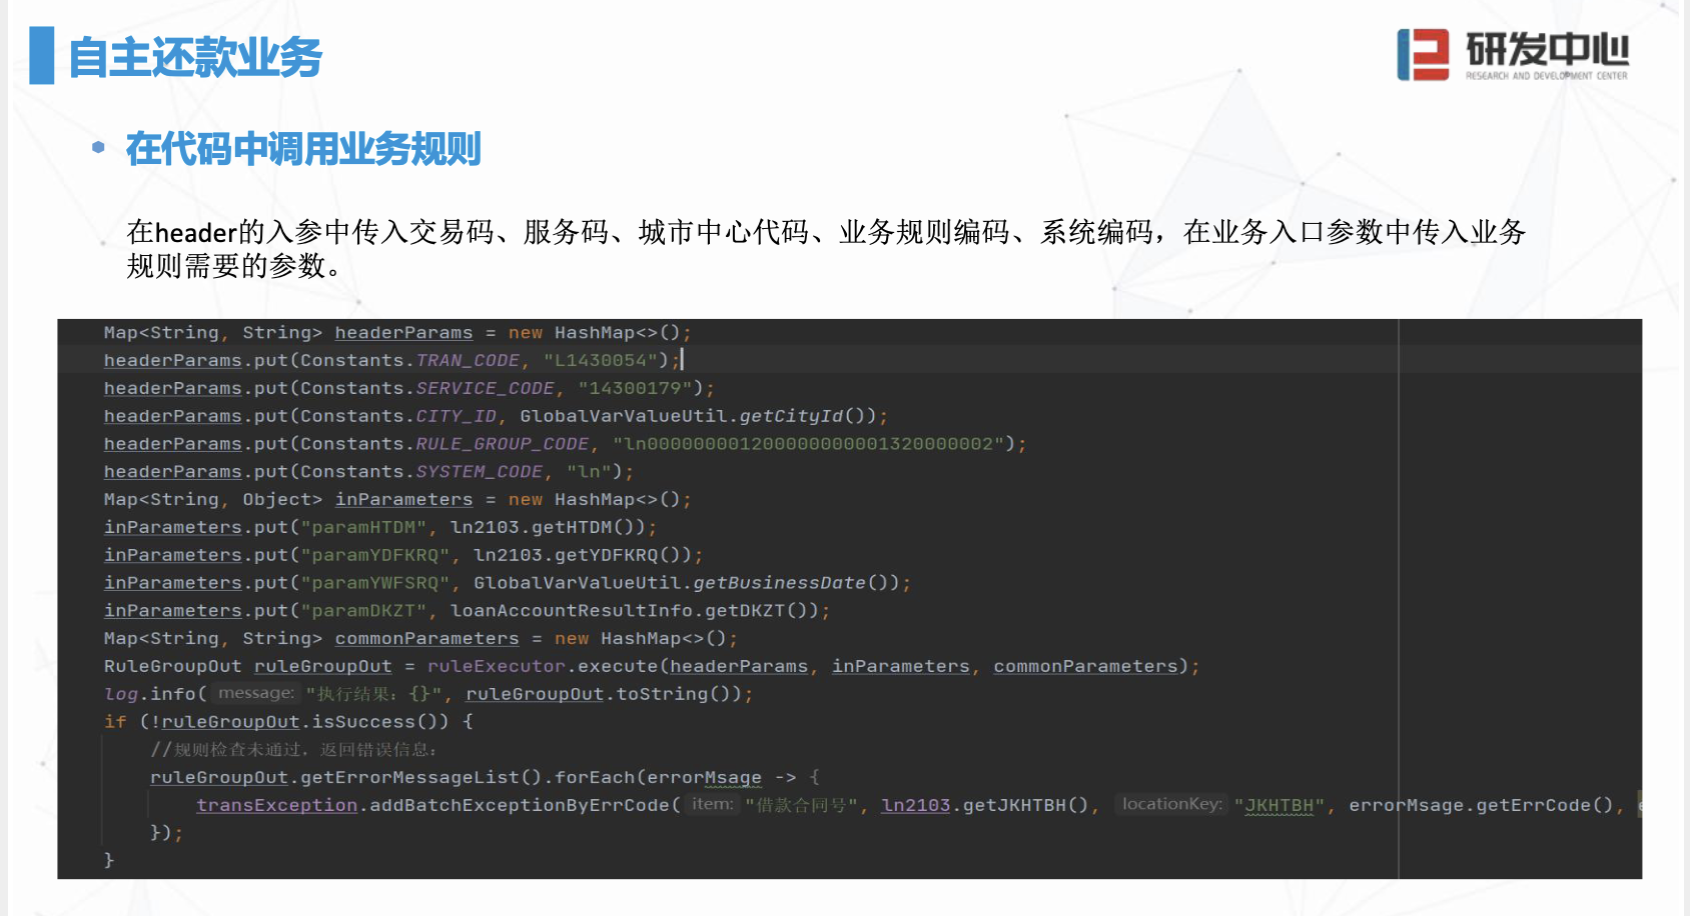 自主还款业务
研发中心
RESEARCH AND DEVELOPMENT CENTER
在代码中调用业务规则
在header的入参中传入交易码、服务码、城市中心代码、业务规则编码、系统编码，在业务入口参数中传入业务
规则需要的参数。
Map<String, String> headerParams = new HashMap<>();
headerParams.put(Constants.TRAN_CODE, "L1430054");
headerParams.put(Constants.SERVICE_CODE, "14300179");
headerParams.put(Constants.CITY_ID, GlobalVarValueUtil.getCityId());
headerParams.put(Constants.RULE_GROUP_CODE, "ln000000001200000000001320000002");
headerParams.put(Constants.SYSTEM_CODE, "ln");
Map<String, Object> inParameters = new HashMap<>();
inParameters.put("paramHTDM", ln2103.getHTDM());
inParameters.put("paramYDFKRQ", ln2103.getYDFKRQ());
inParameters.put("paramYWFSRQ", GlobalVarValueUtil.getBusinessDate());
inParameters.put("paramDKZT", loanAccountResultInfo.getDKZT());
Map<String, String> commonParameters = new HashMap<>();
RuleGroupOut ruleGroupOut = ruleExecutor.execute(headerParams, inParameters, commonParameters);
log.info( message: "执行结果：{}", ruleGroupOut.toString());
if (!ruleGroupOut.isSuccess()) {
//规则检查未通过．返回错误信息：
ruleGroupOut.getErrorMessageList().forEach(errorMsage -> {
transException.addBatchExceptionByErrCode( item: "借款合同号", ln2103.getJKHTBH(), locationKey: "JKHTBH", errorMsage.getErrCode(),
});
}